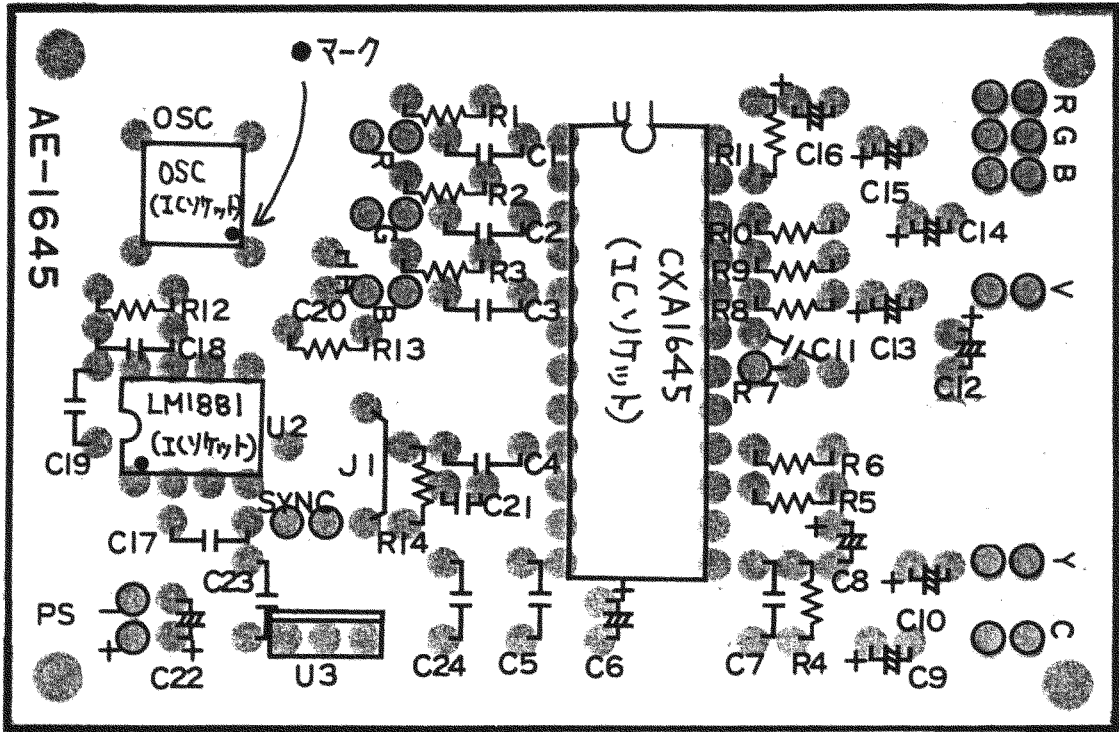 ●マーク
AE-1645
OSC
OSC
(ICソケット)
R1
C1
R
R2
C2
G
R3
C3
B
C20
R12
C18
R13
LM1881
(ICソケット)
U2
C19
J1
C4
C21
R14
SYNC
C17
C23
PS
-
+
C22
+
U3
C24
C5
C6
+
U1
CXA1645
(ICソケット)
R11
+
C16
C15
+
R10
C14
+
R9
R8
C13
+
C11
R7
C12
+
R6
R5
+
C8
C7
R4
C10
+
C9
+
R
G
B
V
Y
C